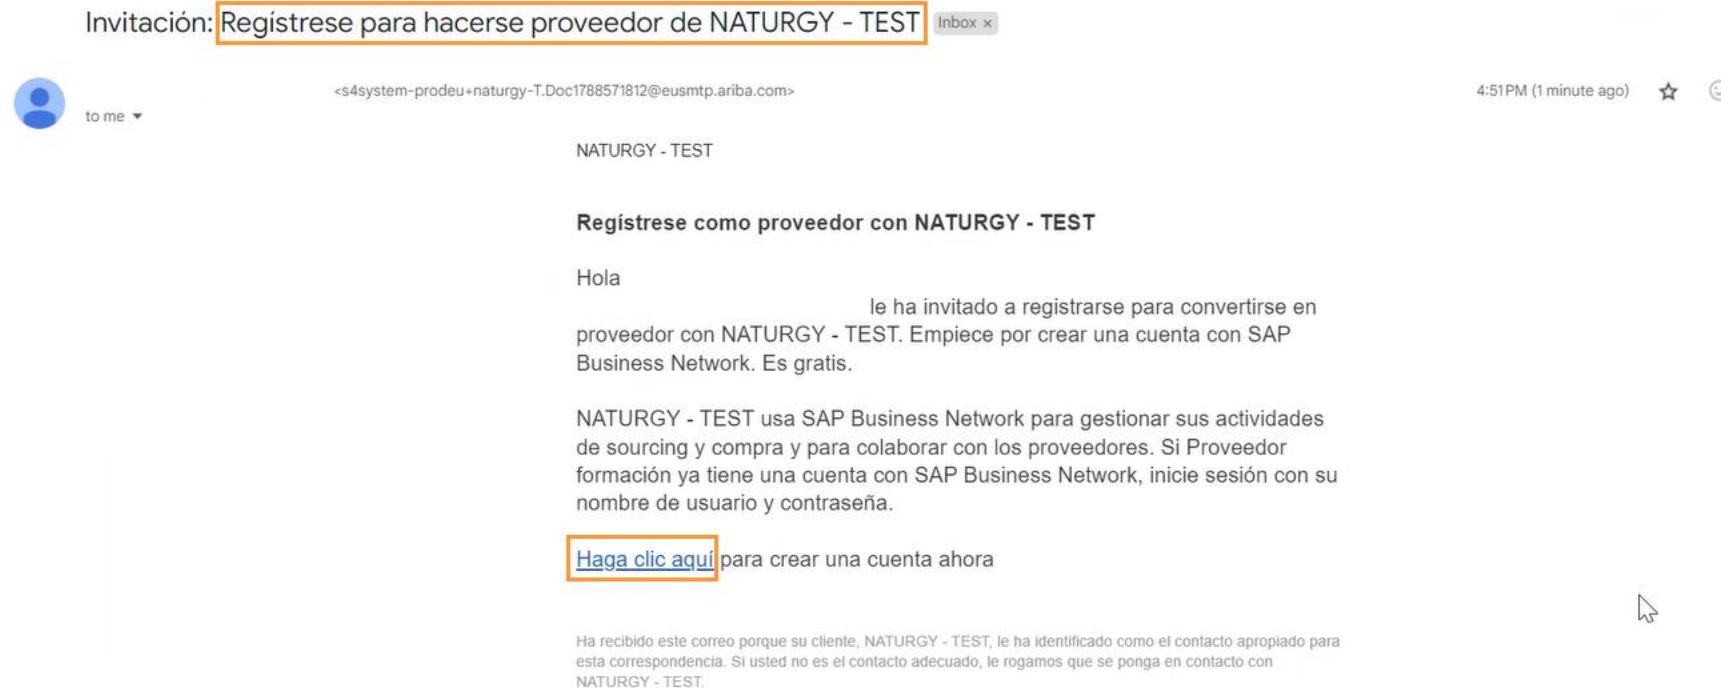 Invitación: Regístrese para hacerse proveedor de NATURGY - TEST Inbox ×
<s4system-prodeu+naturgy-T.Doc1788571812@eusmtp.ariba.com> 4:51 PM (1 minute ago)
to me
NATURGY - TEST
Regístrese como proveedor con NATURGY - TEST
Hola
le ha invitado a registrarse para convertirse en
proveedor con NATURGY - TEST. Empiece por crear una cuenta con SAP
Business Network. Es gratis.
NATURGY - TEST usa SAP Business Network para gestionar sus actividades
de sourcing y compra y para colaborar con los proveedores. Si Proveedor
formación ya tiene una cuenta con SAP Business Network, inicie sesión con su
nombre de usuario y contraseña.
Haga clic aquí para crear una cuenta ahora
Ha recibido este correo porque su cliente, NATURGY - TEST, le ha identificado como el contacto apropiado para
esta correspondencia. Si usted no es el contacto adecuado, le rogamos que se ponga en contacto con
NATURGY - TEST.